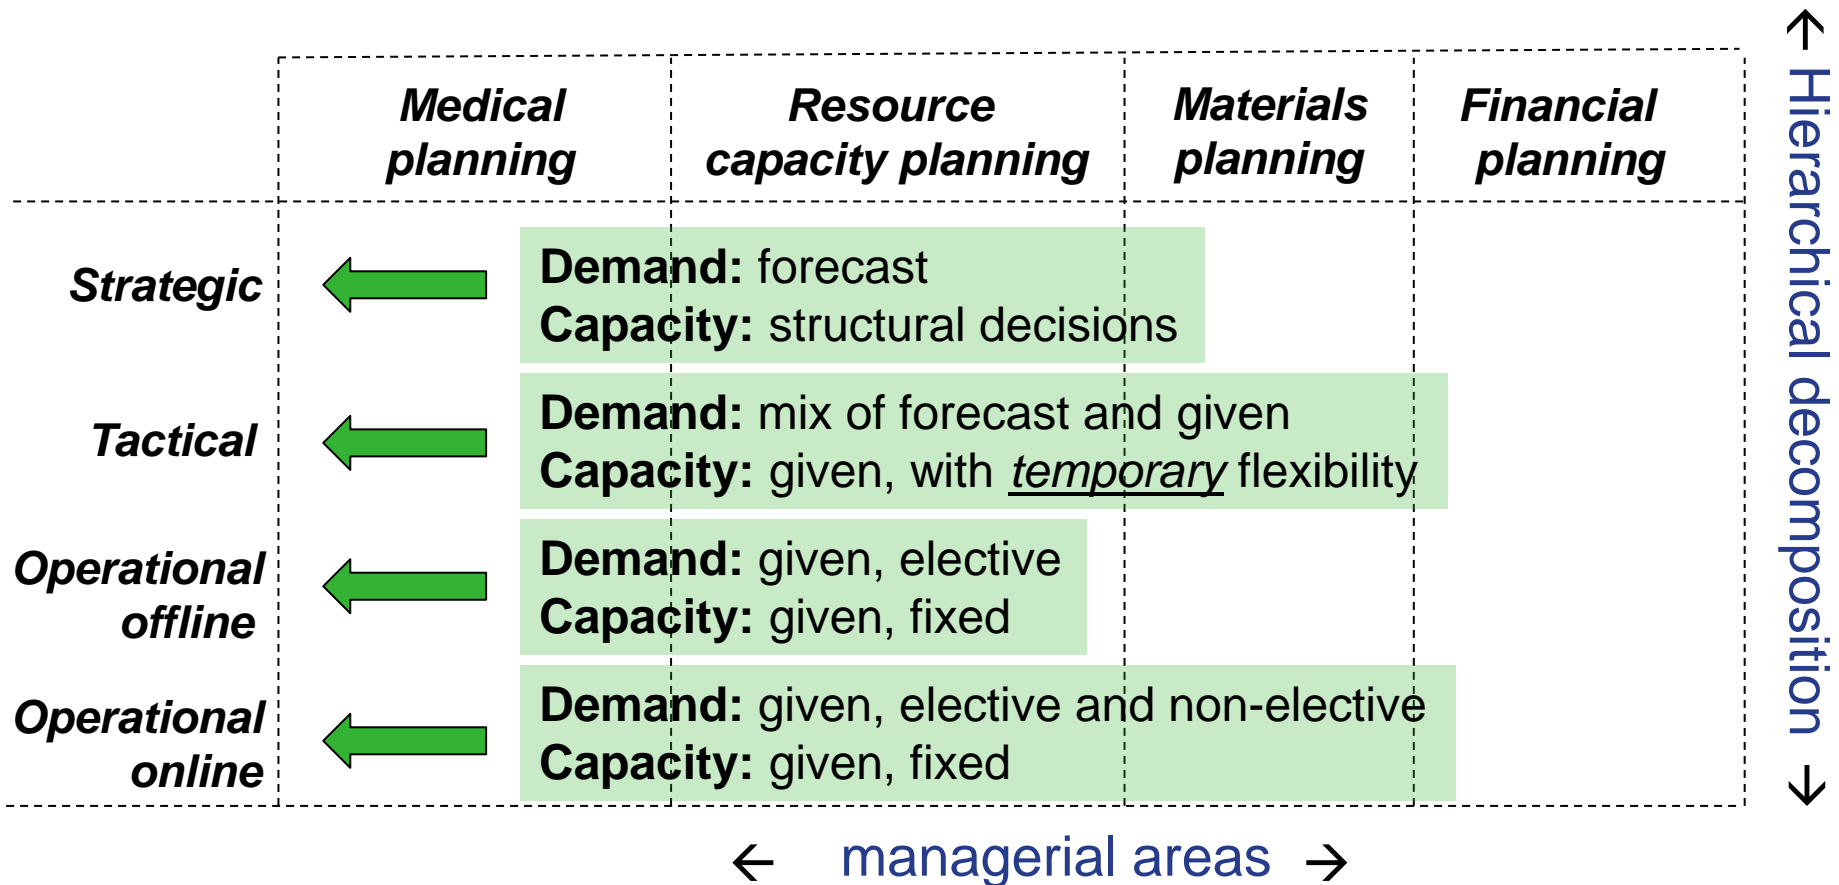 Medical planning
Resource capacity planning
Materials planning
Financial planning
Strategic
Demand: forecast
Capacity: structural decisions
Tactical
Demand: mix of forecast and given
Capacity: given, with temporary flexibility
Operational offline
Demand: given, elective
Capacity: given, fixed
Operational online
Demand: given, elective and non-elective
Capacity: given, fixed
← managerial areas →
← Hierarchical decomposition →